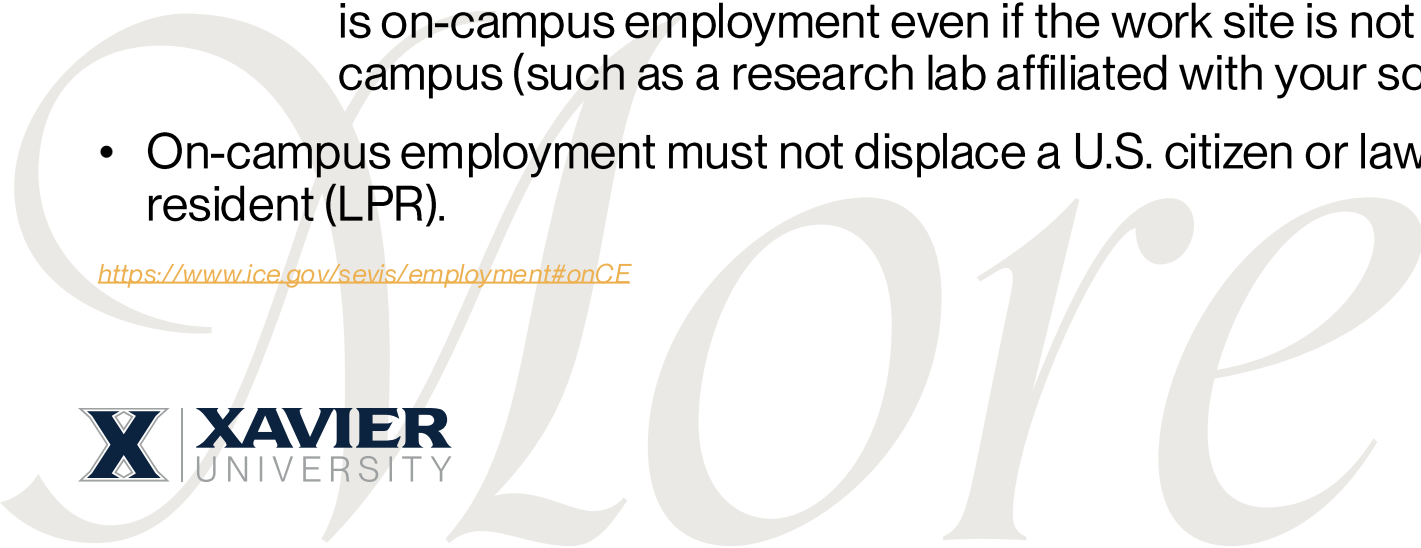 is on-campus employment even if the work site is not
campus (such as a research lab affiliated with your
• On-campus employment must not displace a U.S. citizen or
resident (LPR).
https://www.ice.gov/sevis/employment#onCE
More
X XAVIER
UNIVERSITY